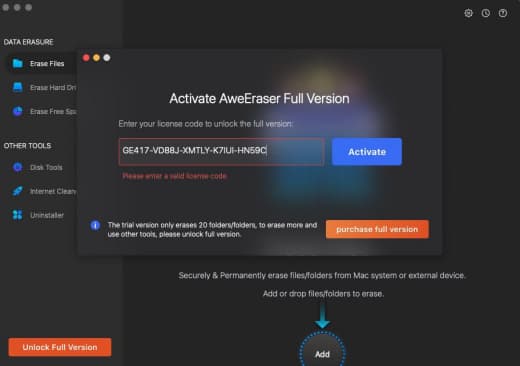 DATA ERASURE
Erase Files
Erase Hard Dri
Erase Free Spa
OTHER TOOLS
Disk Tools
Internet Clean
Uninstaller
Unlock Full Version
Activate AweEraser Full Version
Enter your license code to unlock the full version:
GE417-VDB8J-XMTLY-K7IUI-HN59C
Activate
Please enter a valid license code
The trial version only erases 20 folders/folders, to erase more and
use other tools, please unlock full version.
purchase full version
Securely & Permanently erase files/folders from Mac system or external device.
Add or drop files/folders to erase.
Add